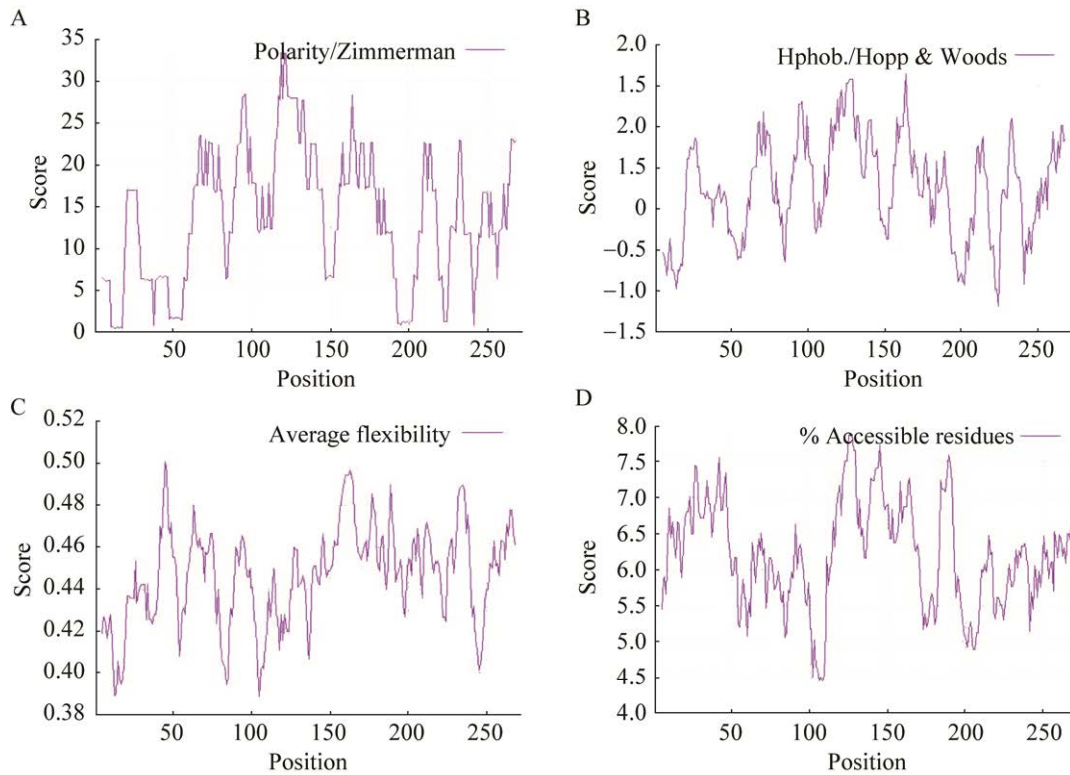 A
Polarity/Zimmerman
35
30
25
20
15
10
5
0
Score
50 100 150 200 250
Position
B
Hphob./Hopp & Woods
2.0
1.5
2.0
1.5
0
−0.5
−1.0
−1.5
Score
50 100 150 200 250
Position
C
Average flexibility
0.52
0.50
0.48
0.46
0.44
0.42
0.40
0.38
Score
50 100 150 200 250
Position
D
% Accessible residues
8.0
7.5
7.0
6.5
6.0
5.5
5.0
4.5
4.0
Score
50 100 150 200 250
Position